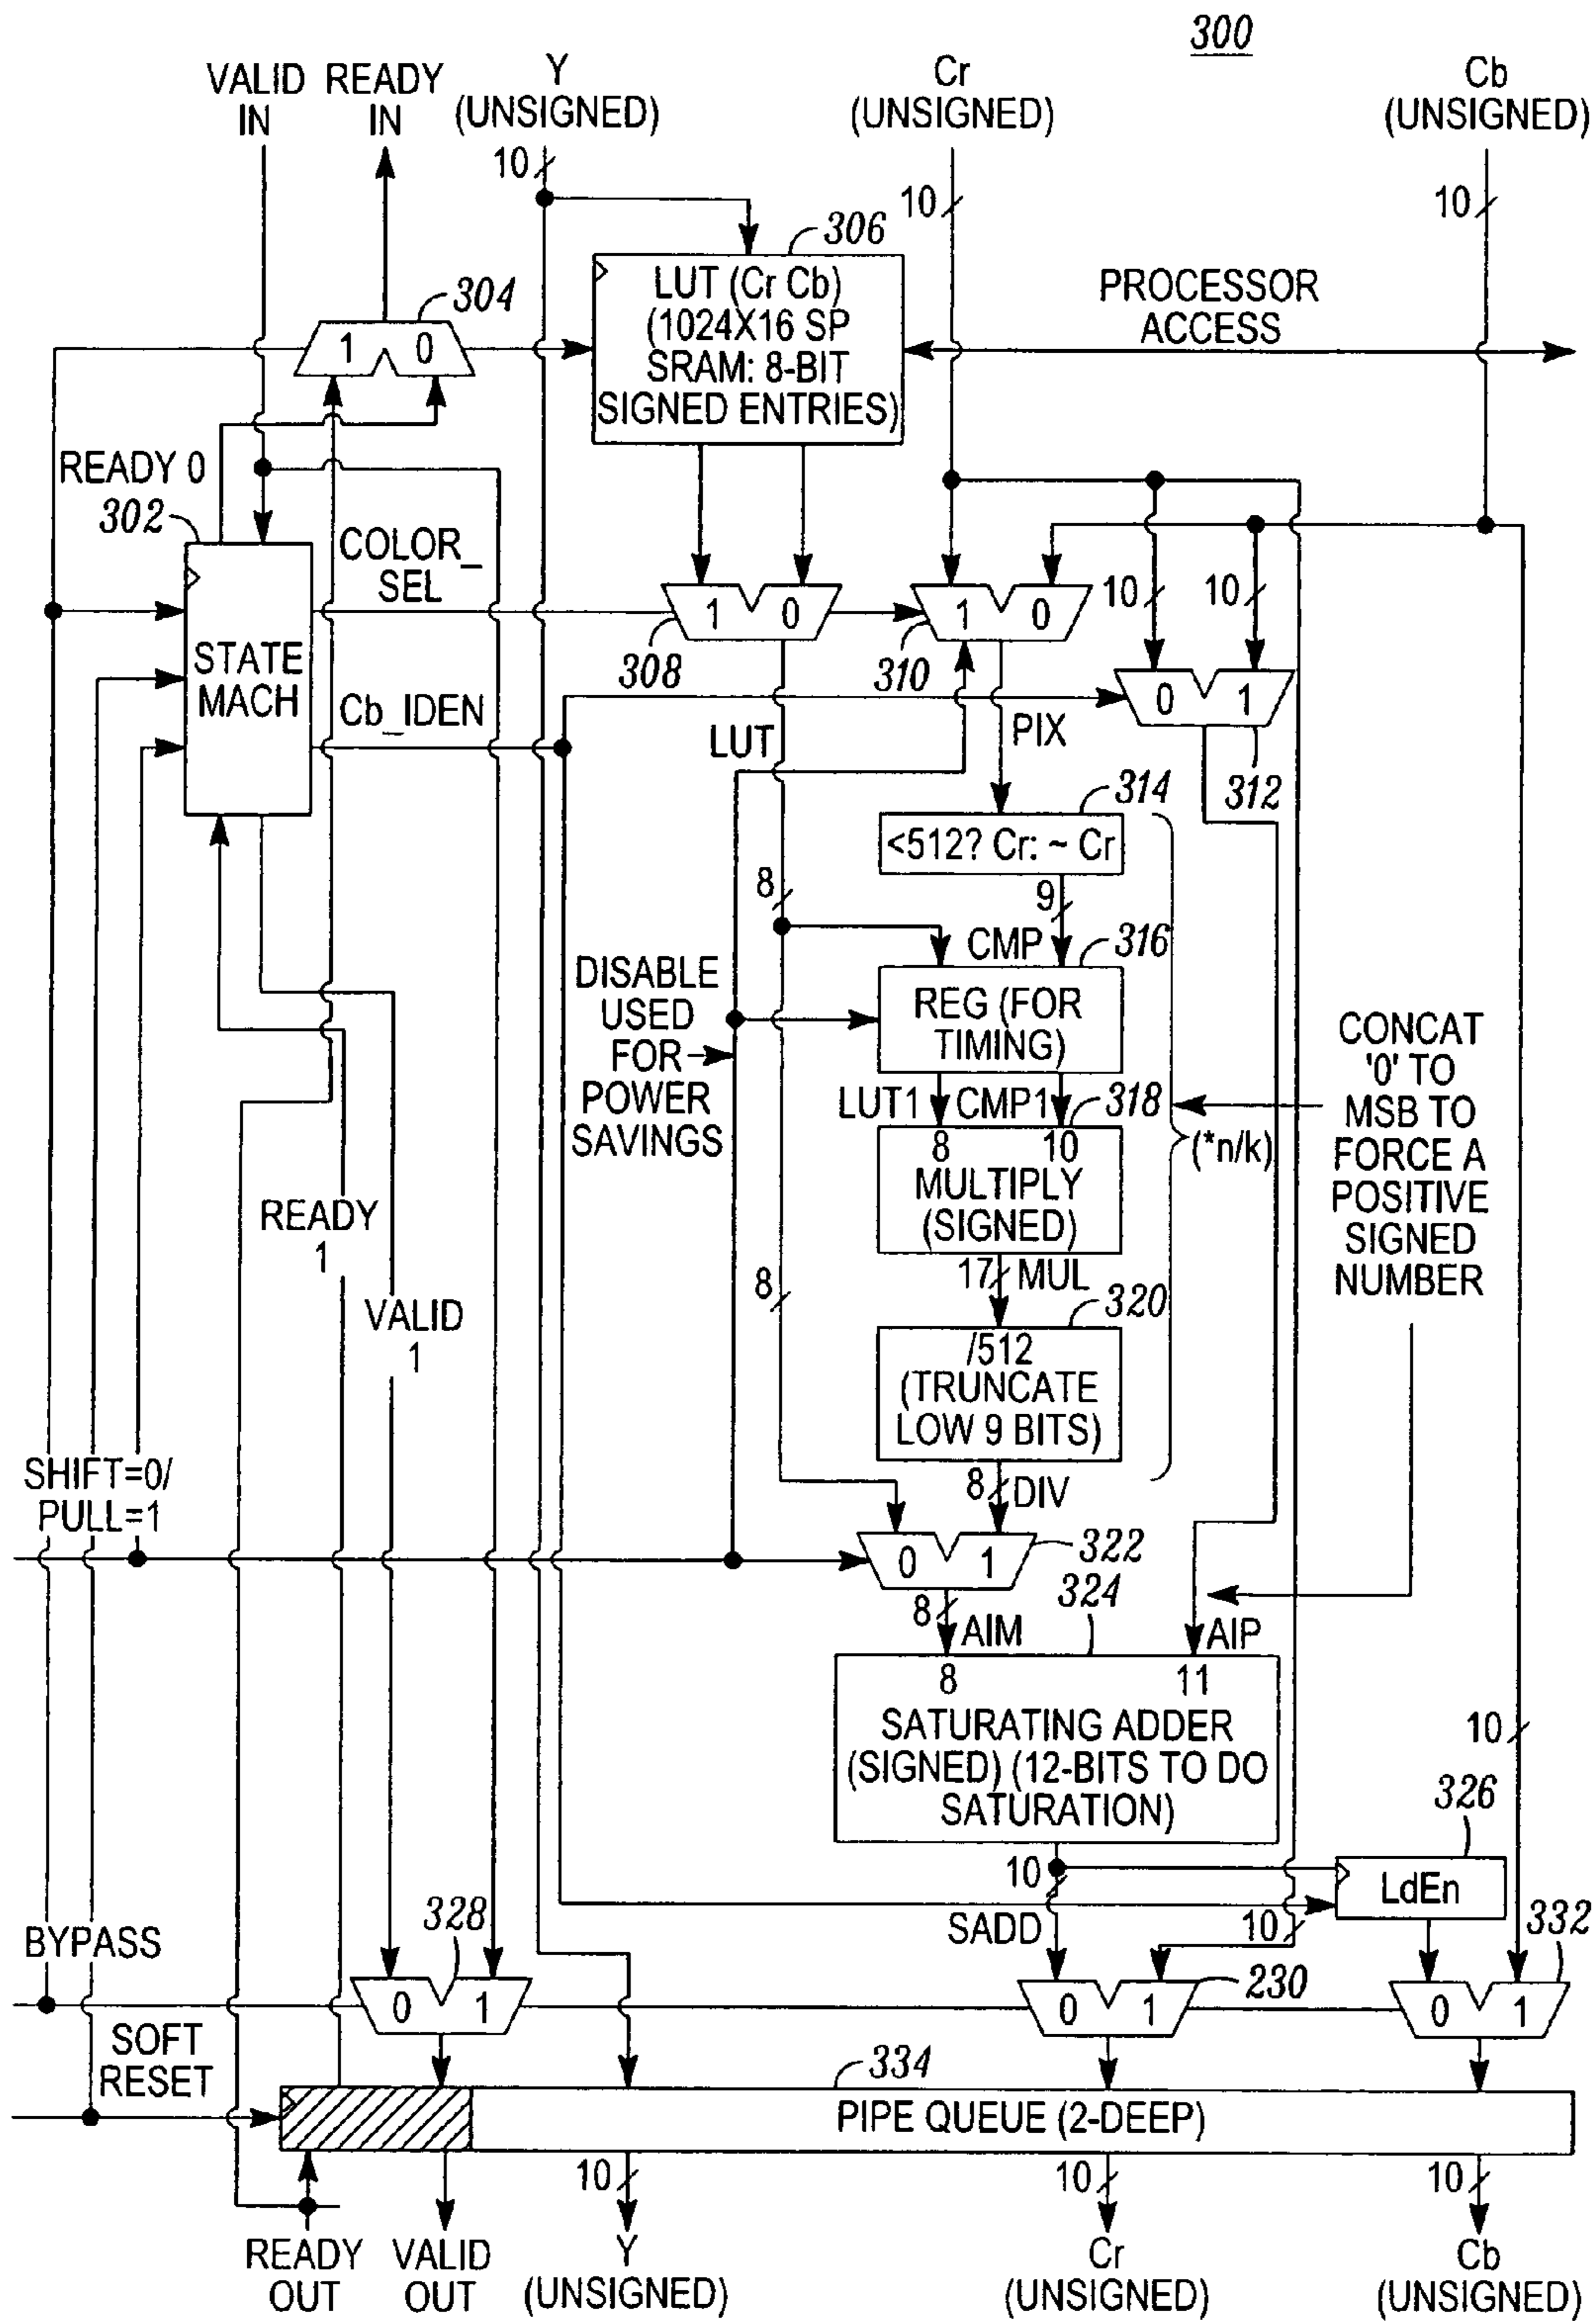 300
VALID IN
READY IN
Y (UNSIGNED)
Cr (UNSIGNED)
Cb (UNSIGNED)
10
10
10
306
LUT (Cr Cb)
(1024X16 SP
SRAM: 8-BIT
SIGNED ENTRIES)
PROCESSOR
ACCESS
304
1 0
READY 0
302
STATE
MACH
COLOR_
SEL
Cb_IDEN
1 0
308
1 0
310
10
10
0 1
312
LUT
PIX
314
<512? Cr: ~ Cr
8
9
CMP
316
REG (FOR
TIMING)
DISABLE
USED
FOR
POWER
SAVINGS
LUT1
CMP1
318
8 10
MULTIPLY
(SIGNED)
(*n/k)
CONCAT
'0' TO
MSB TO
FORCE A
POSITIVE
SIGNED
NUMBER
READY
1
VALID
1
17
MUL
8
320
/512
(TRUNCATE
LOW 9 BITS)
8
DIV
SHIFT=0/
PULL=1
0 1
322
324
8
AIM
AIP
8 11
SATURATING ADDER
(SIGNED) (12-BITS TO DO
SATURATION)
10
326
LdEn
10
SADD
10
BYPASS
328
0 1
0 1
230
0 1
332
SOFT
RESET
334
PIPE QUEUE (2-DEEP)
10
10
10
READY
OUT
VALID
OUT
Y
(UNSIGNED)
Cr
(UNSIGNED)
Cb
(UNSIGNED)